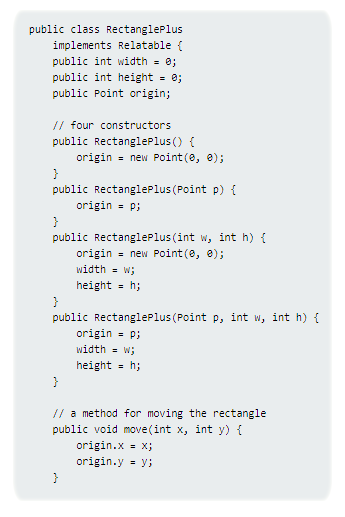 public class RectanglePlus
    implements Relatable {
    public int width = 0;
    public int height = 0;
    public Point origin;

    // four constructors
    public RectanglePlus() {
        origin = new Point(0, 0);
    }
    public RectanglePlus(Point p) {
        origin = p;
    }
    public RectanglePlus(int w, int h) {
        origin = new Point(0, 0);
        width = w;
        height = h;
    }
    public RectanglePlus(Point p, int w, int h) {
        origin = p;
        width = w;
        height = h;
    }

    // a method for moving the rectangle
    public void move(int x, int y) {
        origin.x = x;
        origin.y = y;
    }